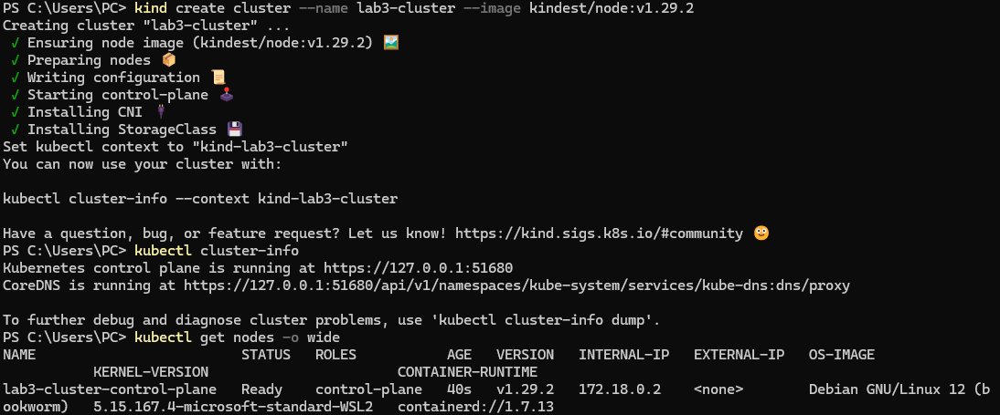 PS C:\Users\PC> kind create cluster --name lab3-cluster --image kindest/node:v1.29.2
Creating cluster "lab3-cluster" ...
✓ Ensuring node image (kindest/node:v1.29.2) 🖼
✓ Preparing nodes 📦
✓ Writing configuration 📜
✓ Starting control-plane 🕹️
✓ Installing CNI 🔌
✓ Installing StorageClass 💾
Set kubectl context to "kind-lab3-cluster"
You can now use your cluster with:
kubectl cluster-info --context kind-lab3-cluster
Have a question, bug, or feature request? Let us know! https://kind.sigs.k8s.io/#community 🙂
PS C:\Users\PC> kubectl cluster-info
Kubernetes control plane is running at https://127.0.0.1:51680
CoreDNS is running at https://127.0.0.1:51680/api/v1/namespaces/kube-system/services/kube-dns:dns/proxy
To further debug and diagnose cluster problems, use 'kubectl cluster-info dump'.
PS C:\Users\PC> kubectl get nodes -o wide
NAME STATUS ROLES AGE VERSION INTERNAL-IP EXTERNAL-IP OS-IMAGE
KERNEL-VERSION CONTAINER-RUNTIME
lab3-cluster-control-plane Ready control-plane 40s v1.29.2 172.18.0.2 <none> Debian GNU/Linux 12 (b
ookworm) 5.15.167.4-microsoft-standard-WSL2 containerd://1.7.13